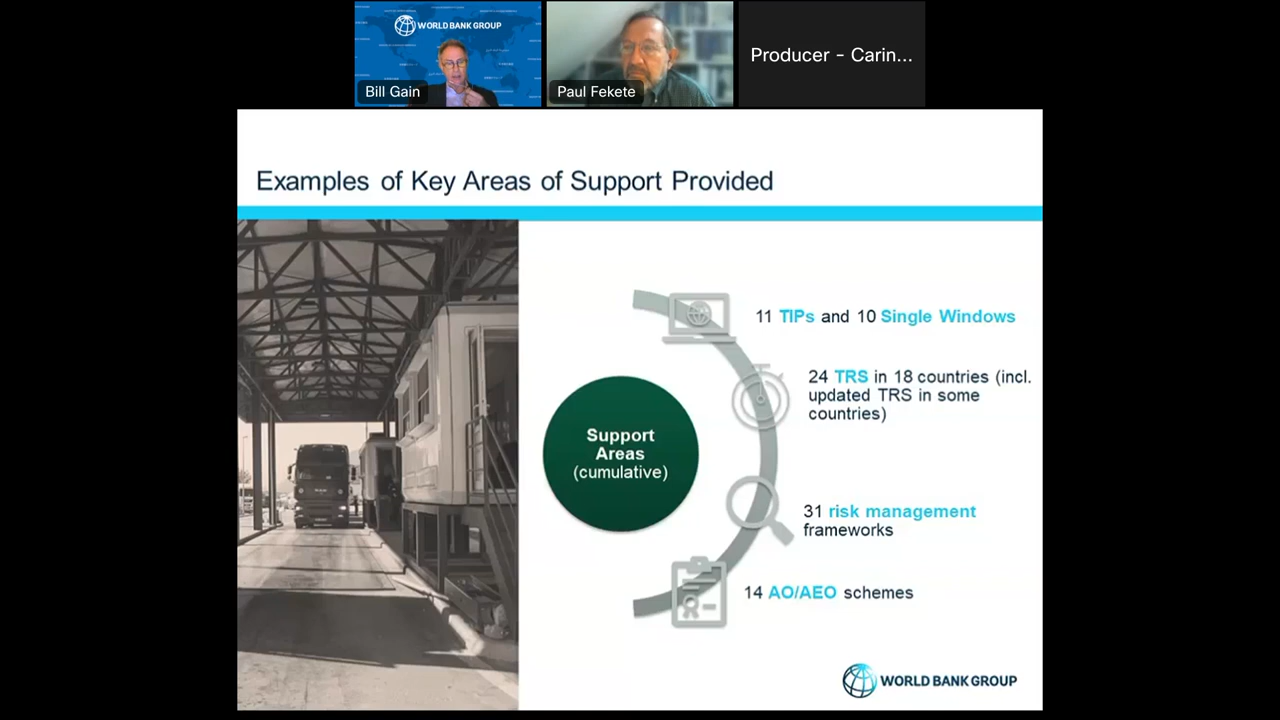 WORLD BANK GROUP
Bill Gain
Paul Fekete
Producer - Carin...
Examples of Key Areas of Support Provided
11 TIPs and 10 Single Windows
24 TRS in 18 countries (incl.
updated TRS in some
countries)
Support
Areas
(cumulative)
31 risk management
frameworks
14 AO/AEO schemes
WORLD BANK GROUP